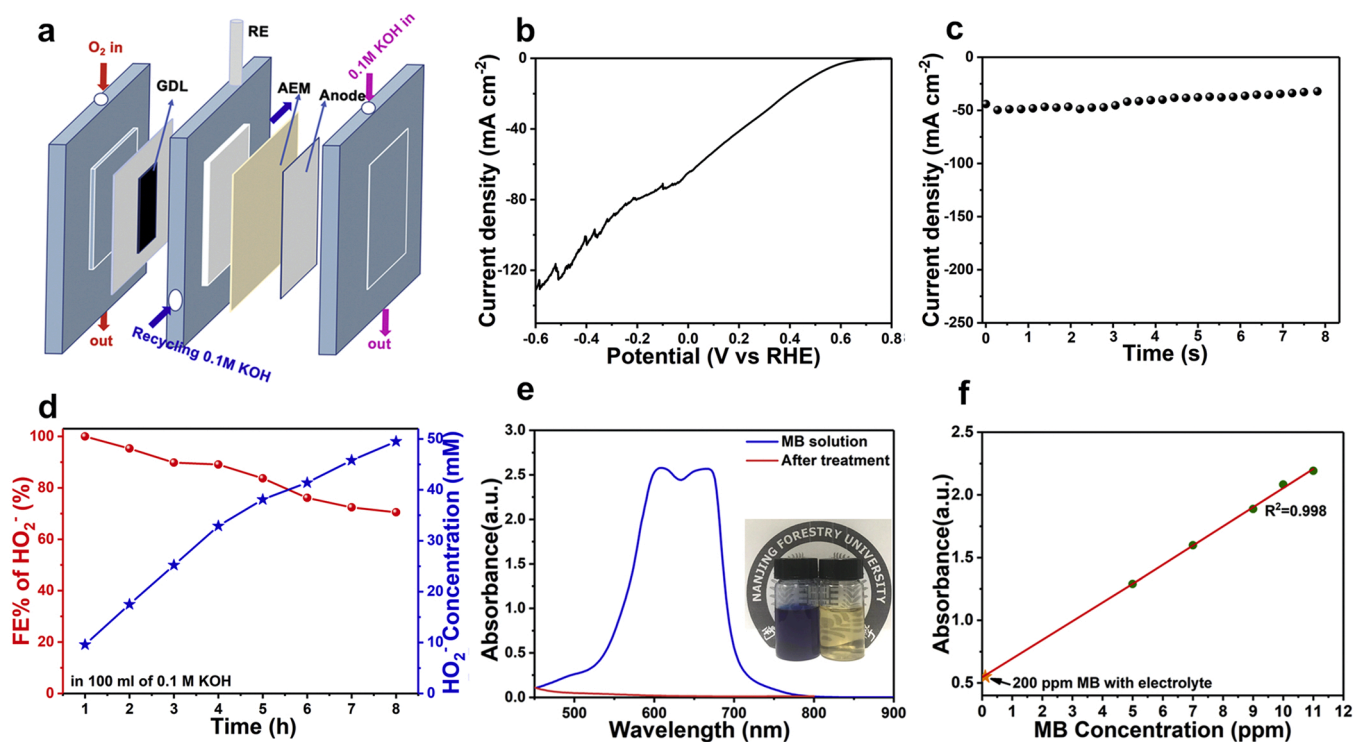 a
RE
O2 in
0.1M KOH in
GDL
AEM
Anode
out
Recycling 0.1M KOH
out
b
0
-40
-80
-120
Current density (mA cm-2)
-0.6
-0.4
-0.2
0.0
0.2
0.4
0.6
0.8
Potential (V vs RHE)
c
0
-50
-100
-150
-200
-250
Current density (mA cm-2)
0
1
2
3
4
5
6
7
8
Time (s)
d
100
80
60
40
20
0
FE% of HO2- (%)
50
40
30
20
10
0
HO2- Concentration (mM)
in 100 ml of 0.1 M KOH
1
2
3
4
5
6
7
8
Time (h)
e
3.0
2.5
2.0
1.5
1.0
0.5
0.0
Absorbance(a.u.)
MB solution
After treatment
NANJING FORESTRY UNIVERSITY
500
600
700
800
900
Wavelength (nm)
f
2.5
2.0
1.5
1.0
0.5
Absorbance(a.u.)
R2=0.998
200 ppm MB with electrolyte
0
1
2
3
4
5
6
7
8
9
10
11
12
MB Concentration (ppm)